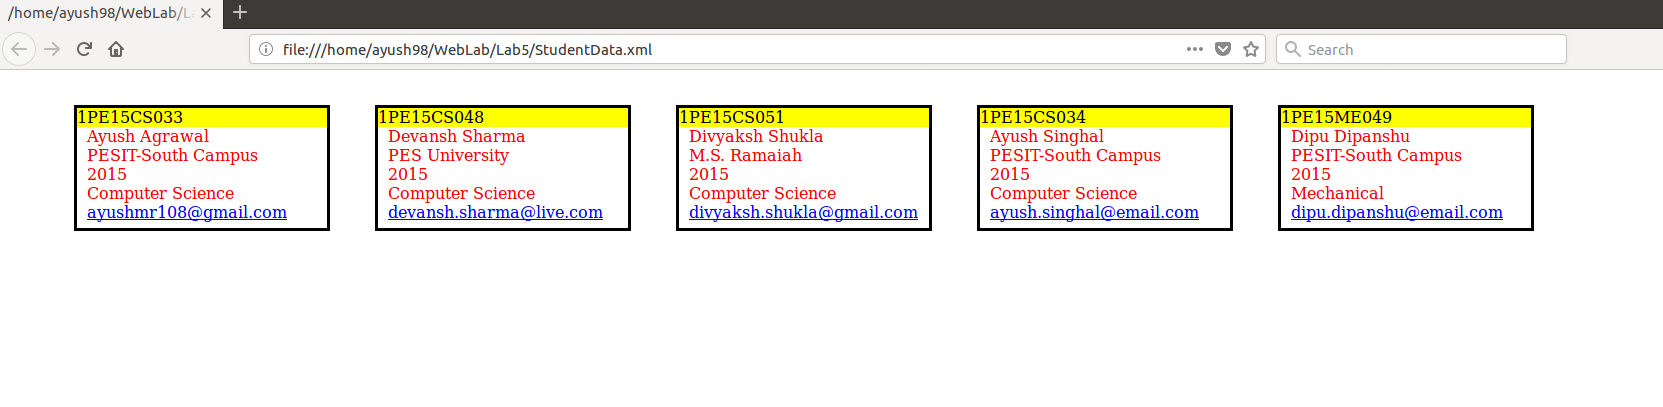 /home/ayush98/WebLab/L
file:///home/ayush98/WebLab/Lab5/StudentData.xml
Search
1PE15CS033
Ayush Agrawal
PESIT-South Campus
2015
Computer Science
ayushmr108@gmail.com
1PE15CS048
Devansh Sharma
PES University
2015
Computer Science
devansh.sharma@live.com
1PE15CS051
Divyaksh Shukla
M.S. Ramaiah
2015
Computer Science
divyaksh.shukla@gmail.com
1PE15CS034
Ayush Singhal
PESIT-South Campus
2015
Computer Science
ayush.singhal@email.com
1PE15ME049
Dipu Dipanshu
PESIT-South Campus
2015
Mechanical
dipu.dipanshu@email.com